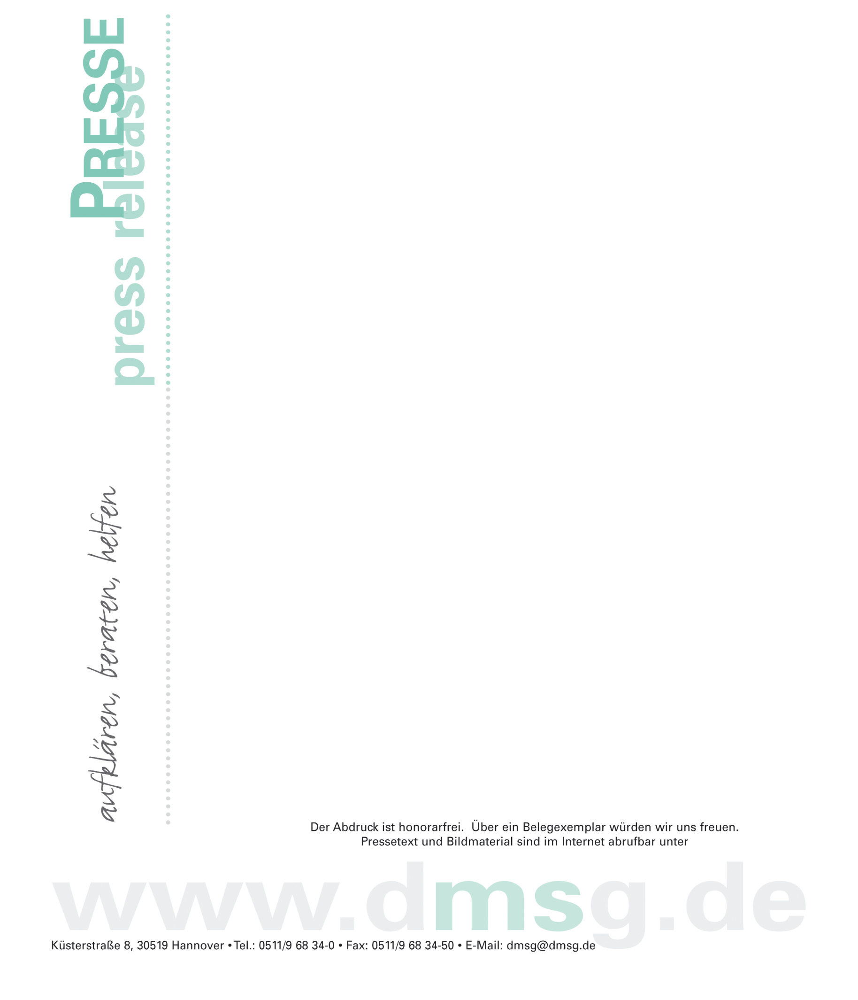 PRESSE
press release
aufklären, beraten, helfen
Der Abdruck ist honorarfrei.  Über ein Belegexemplar würden wir uns freuen.
Pressetext und Bildmaterial sind im Internet abrufbar unter
www.dmsg.de
Küsterstraße 8, 30519 Hannover • Tel.: 0511/9 68 34-0 • Fax: 0511/9 68 34-50 • E-Mail: dmsg@dmsg.de